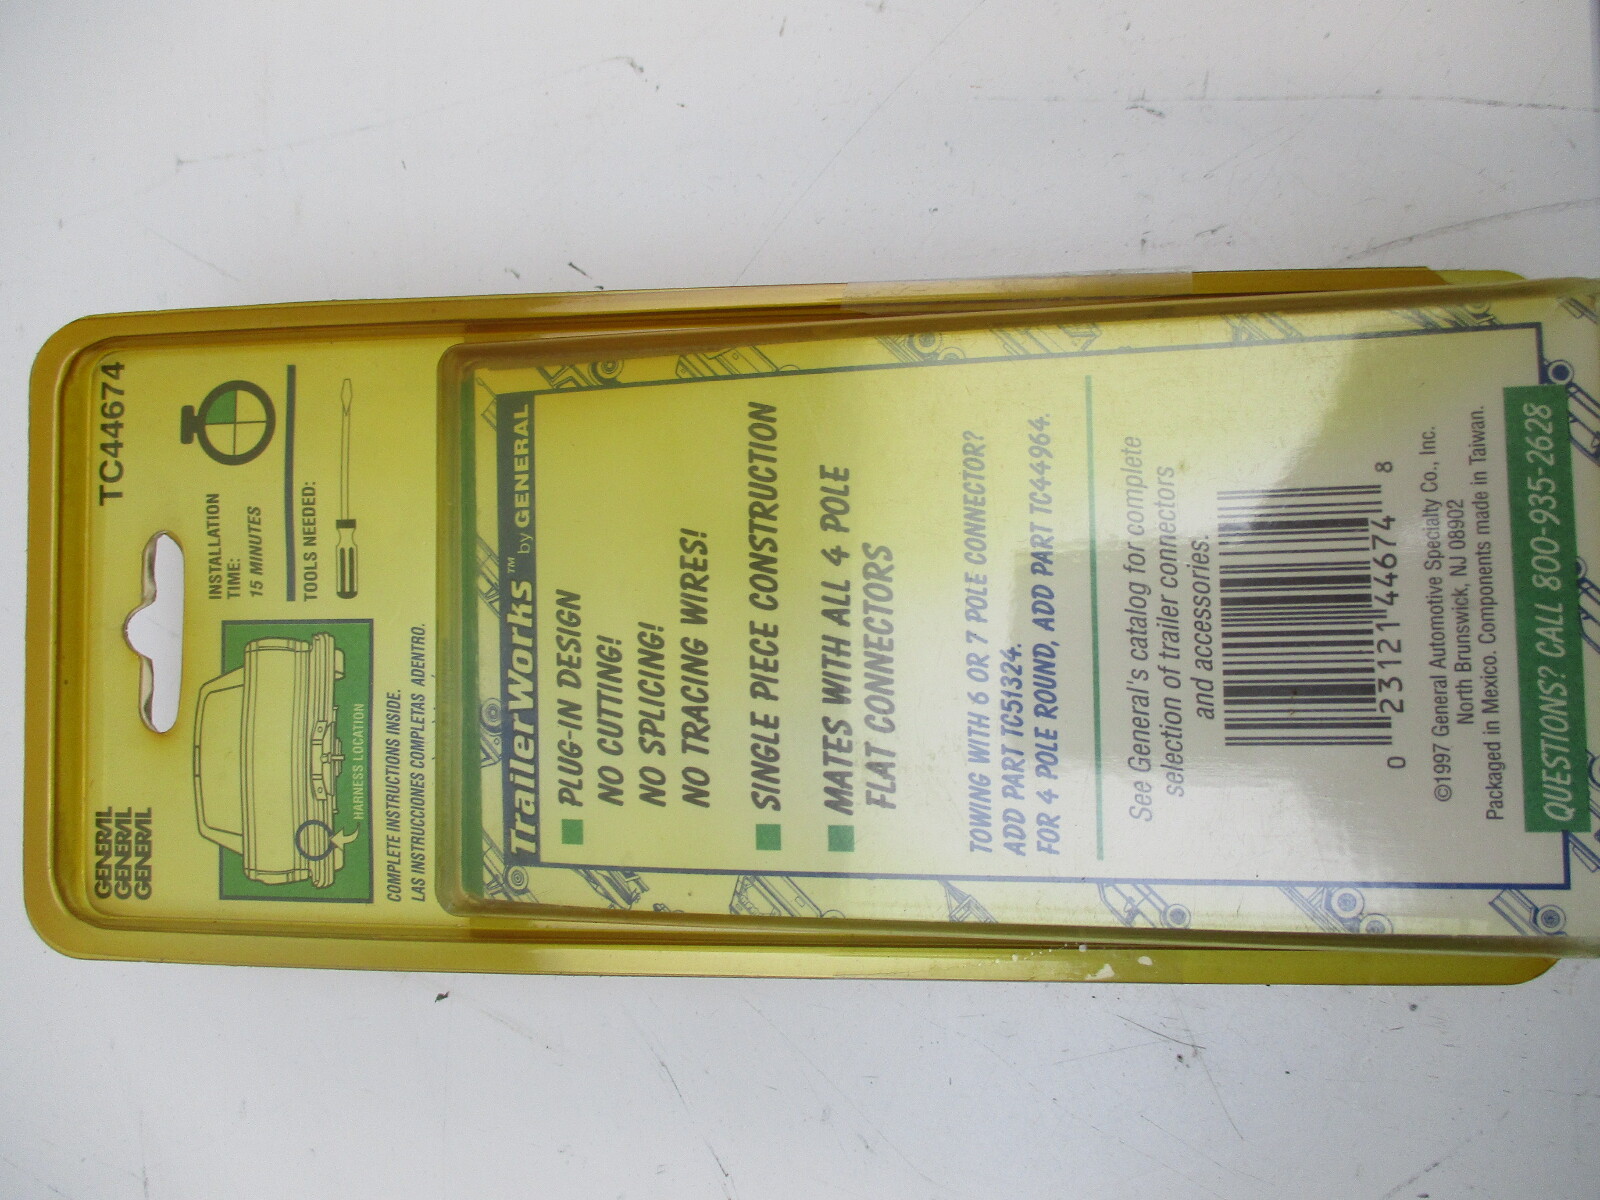 GENERAL
GENERAL
GENERAL
TC44674
INSTALLATION
TIME:
15 MINUTES
TOOLS NEEDED:
HARNESS LOCATION
COMPLETE INSTRUCTIONS INSIDE.
LAS INSTRUCCIONES COMPLETAS ADENTRO.
TrailerWorks™ by GENERAL
PLUG-IN DESIGN
NO CUTTING!
NO SPLICING!
NO TRACING WIRES!
SINGLE PIECE CONSTRUCTION
MATES WITH ALL 4 POLE
FLAT CONNECTORS
TOWING WITH 6 OR 7 POLE CONNECTOR?
ADD PART TC51324.
FOR 4 POLE ROUND, ADD PART TC44964.
See General's catalog for complete
selection of trailer connectors
and accessories.
0 23121 44674 8
©1997 General Automotive Specialty Co., Inc.
North Brunswick, NJ 08902
Packaged in Mexico. Components made in Taiwan.
QUESTIONS? CALL 800-935-2628